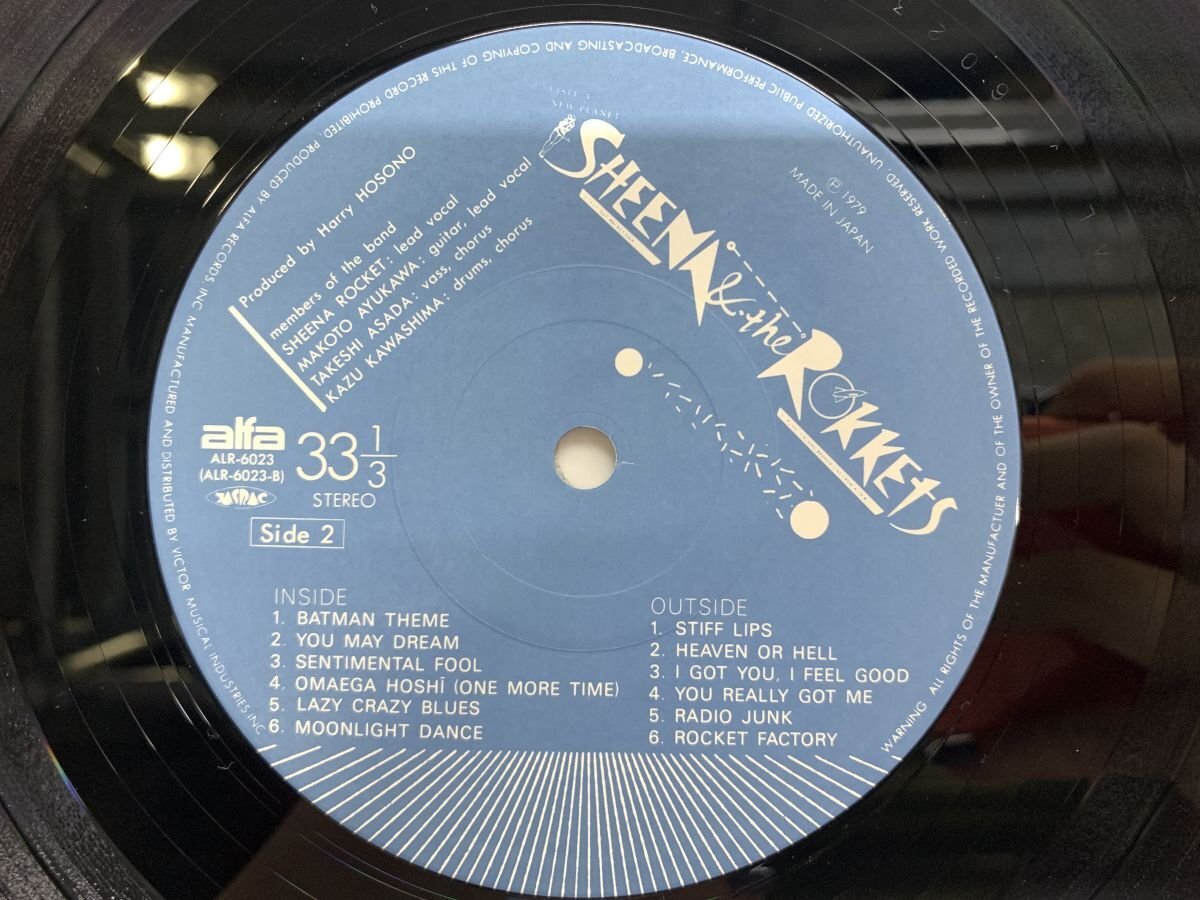 VISIT A
NEW PLANET
SHEENA & the ROKKETS
℗ 1979
MADE IN JAPAN
Produced by Harry HOSONO
members of the band
SHEENA ROCKET: lead vocal
MAKOTO AYUKAWA: guitar, lead vocal
TAKESHI ASADA: vass, chorus
KAZU KAWASHIMA: drums, chorus
alfa
ALR-6023
(ALR-6023-B)
JASRAC
33 1/3
STEREO
Side 2
INSIDE
1. BATMAN THEME
2. YOU MAY DREAM
3. SENTIMENTAL FOOL
4. OMAEGA HOSHĪ (ONE MORE TIME)
5. LAZY CRAZY BLUES
6. MOONLIGHT DANCE
OUTSIDE
1. STIFF LIPS
2. HEAVEN OR HELL
3. I GOT YOU, I FEEL GOOD
4. YOU REALLY GOT ME
5. RADIO JUNK
6. ROCKET FACTORY
WARNING. ALL RIGHTS OF THE MANUFACTUER AND OF THE OWNER OF THE RECORDED WORK RESERVED. UNAUTHORIZED PUBLIC PERFORMANCE, BROADCASTING AND COPYING OF THIS RECORD PROHIBITED. PRODUCED BY ALFA RECORDS INC. MANUFACTURED AND DISTRIBUTED BY VICTOR MUSICAL INDUSTRIES, INC.